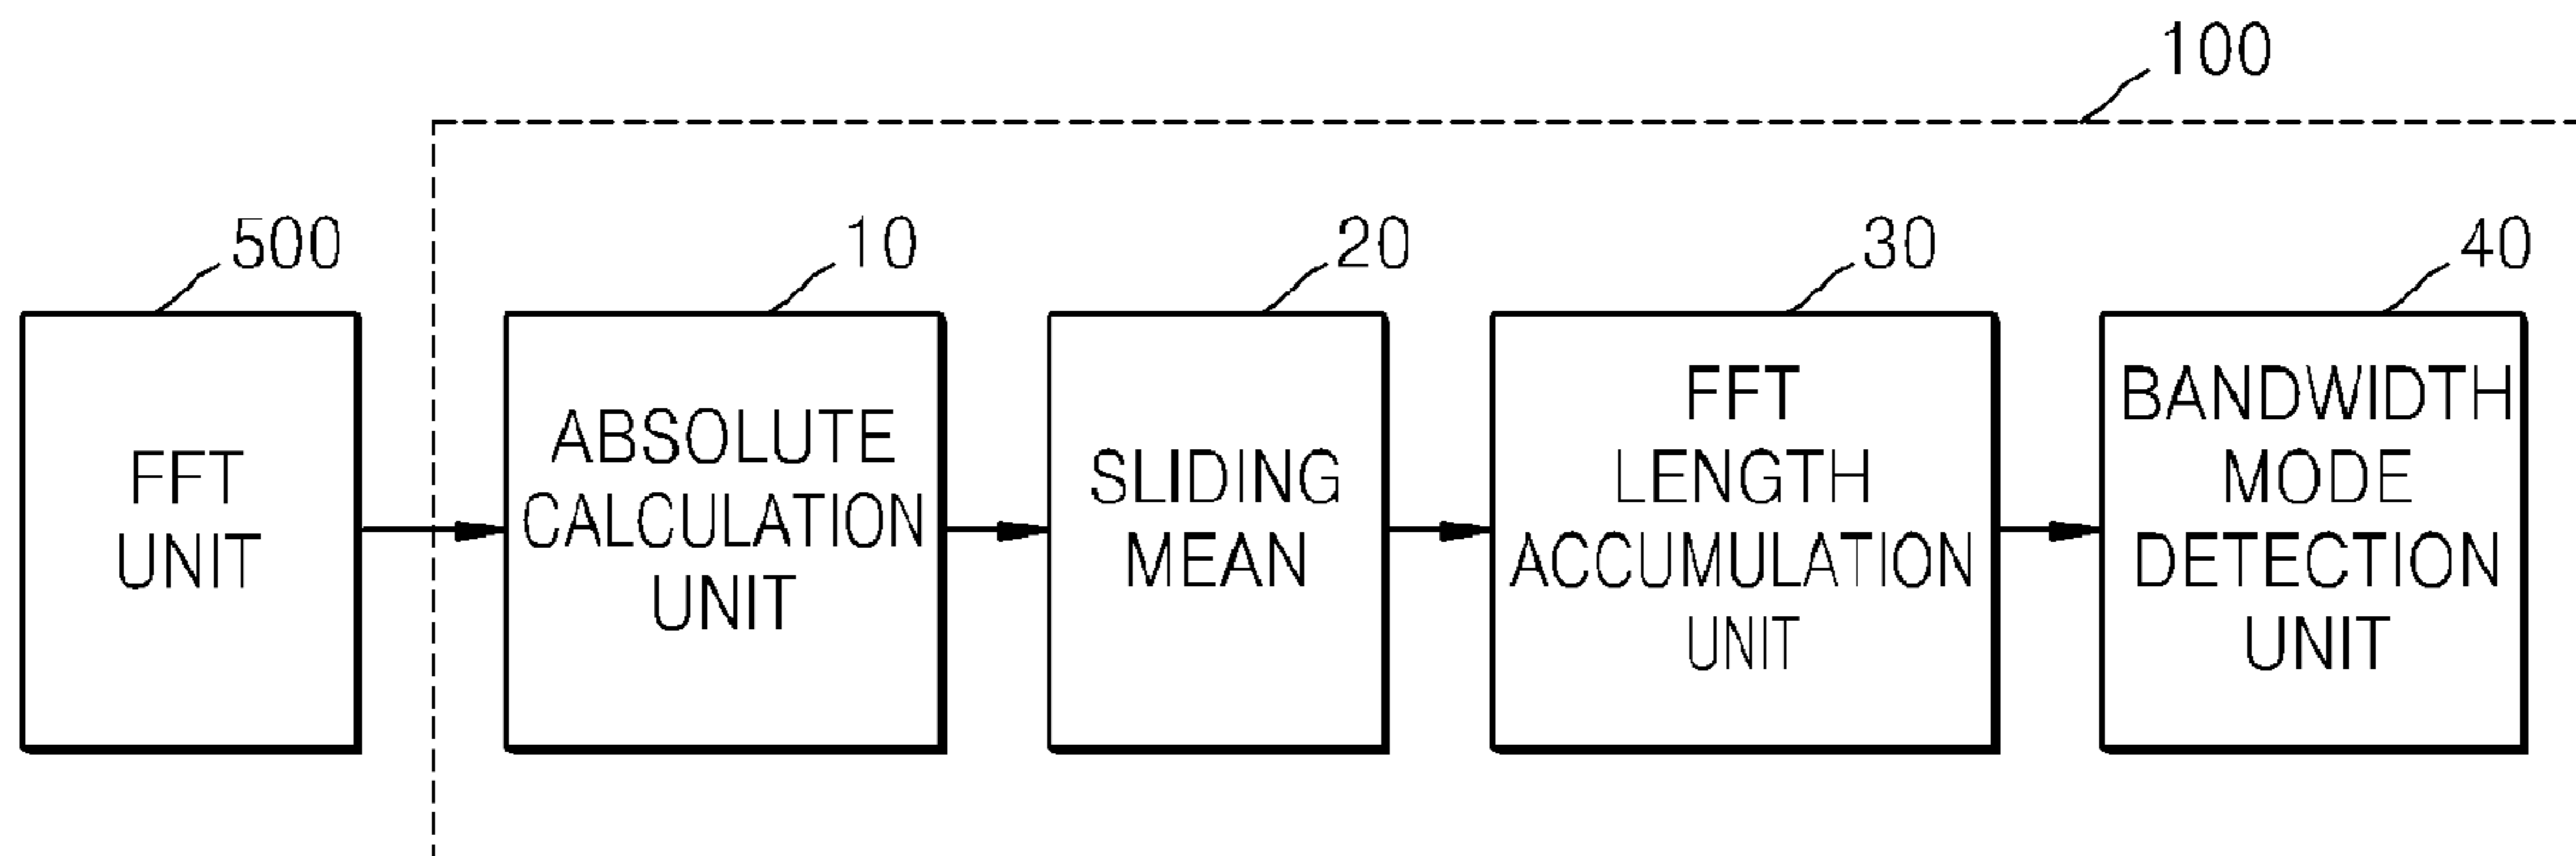 100
500
10
20
30
40
FFT
UNIT
ABSOLUTE
CALCULATION
UNIT
SLIDING
MEAN
FFT
LENGTH
ACCUMULATION
UNIT
BANDWIDTH
MODE
DETECTION
UNIT